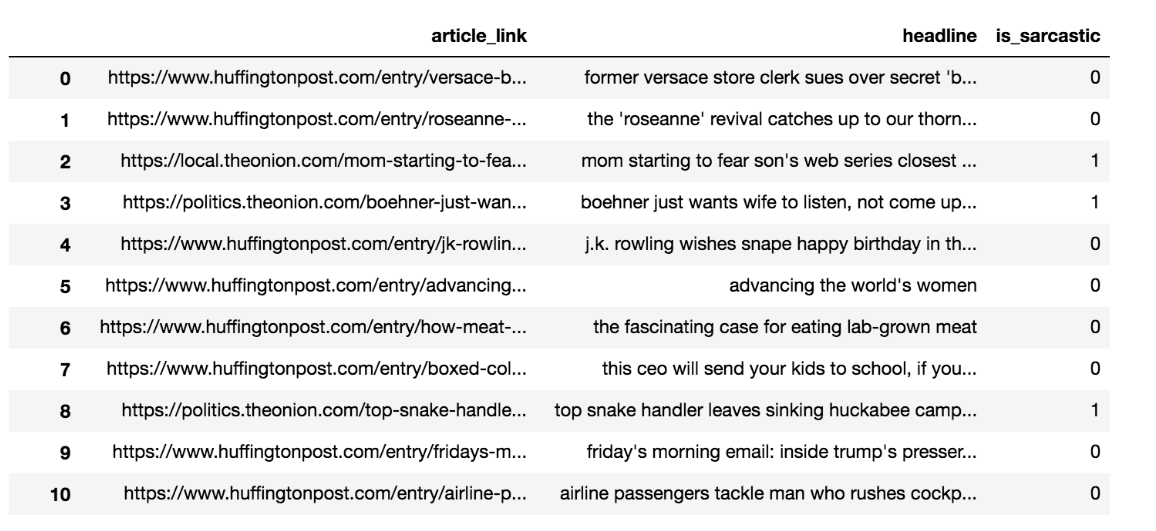 article_link headline is_sarcastic
0 https://www.huffingtonpost.com/entry/versace-b... former versace store clerk sues over secret 'b... 0
1 https://www.huffingtonpost.com/entry/roseanne-... the 'roseanne' revival catches up to our thorn... 0
2 https://local.theonion.com/mom-starting-to-fea... mom starting to fear son's web series closest ... 1
3 https://politics.theonion.com/boehner-just-wan... boehner just wants wife to listen, not come up... 1
4 https://www.huffingtonpost.com/entry/jk-rowlin... j.k. rowling wishes snape happy birthday in th... 0
5 https://www.huffingtonpost.com/entry/advancing... advancing the world's women 0
6 https://www.huffingtonpost.com/entry/how-meat-... the fascinating case for eating lab-grown meat 0
7 https://www.huffingtonpost.com/entry/boxed-col... this ceo will send your kids to school, if you... 0
8 https://politics.theonion.com/top-snake-handle... top snake handler leaves sinking huckabee camp... 1
9 https://www.huffingtonpost.com/entry/fridays-m... friday's morning email: inside trump's presser... 0
10 https://www.huffingtonpost.com/entry/airline-p... airline passengers tackle man who rushes cockp... 0